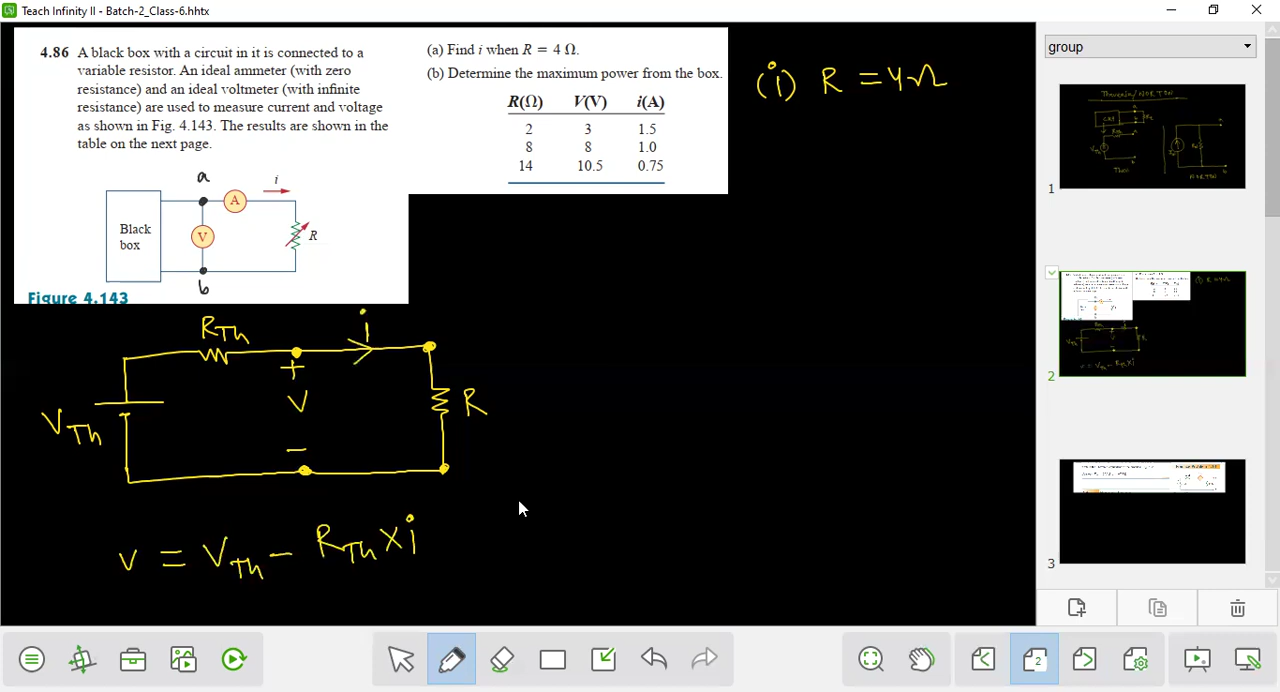 Teach Infinity II - Batch-2_Class-6.hhtx
4.86 A black box with a circuit in it is connected to a
variable resistor. An ideal ammeter (with zero
resistance) and an ideal voltmeter (with infinite
resistance) are used to measure current and voltage
as shown in Fig. 4.143. The results are shown in the
table on the next page.
a
i
A
Black
box
V
R
b
Figure 4.143
(a) Find i when R = 4 Ω.
(b) Determine the maximum power from the box.
R(Ω) V(V) i(A)
2 3 1.5
8 8 1.0
14 10.5 0.75
(i) R = 4Ω
RTh
i
+
V
-
R
VTh
v = VTh - RTh × i
group
1
2
3
2